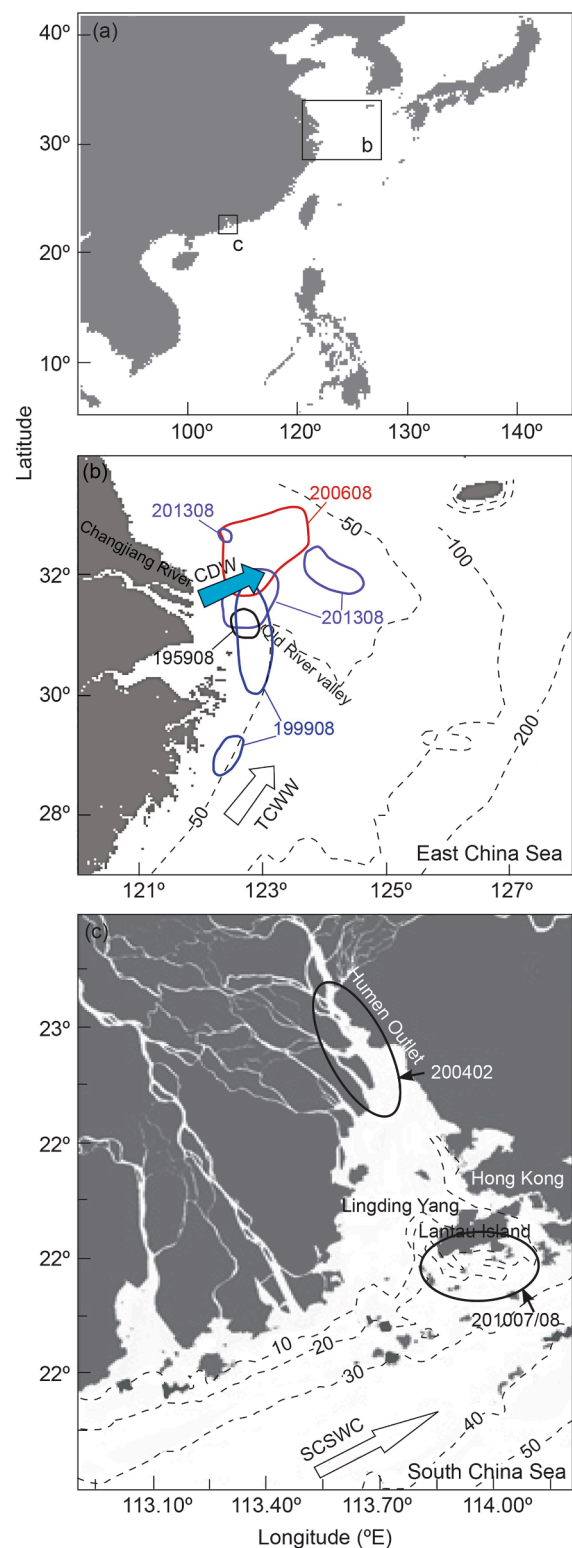 Latitude
(a)
40º
30º
20º
10º
b
c
100º
120º
130º
140º
(b)
201308
200608
50
100
Changjiang River
CDW
32º
201308
195908
Old River valley
30º
199908
200
50
TCWW
28º
East China Sea
121º
123º
125º
127º
(c)
23º
Humen Outlet
200402
22º
Hong Kong
Lingding Yang
Lantau Island
22º
201007/08
10
20
30
22º
40
SCSWC
50
South China Sea
113.10º
113.40º
113.70º
114.00º
Longitude (ºE)